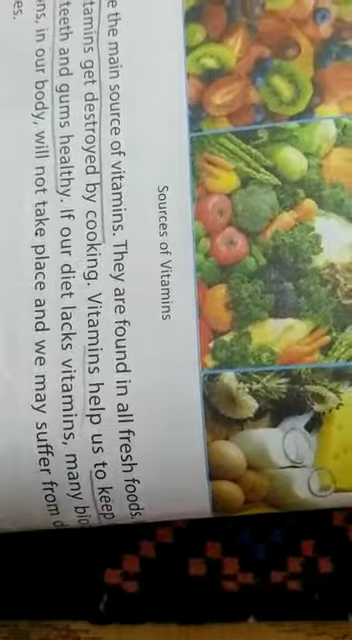 Sources of Vitamins
e the main source of vitamins. They are found in all fresh foods.
tamins get destroyed by cooking. Vitamins help us to keep
teeth and gums healthy. If our diet lacks vitamins, many bio
ns, in our body, will not take place and we may suffer from d
es.